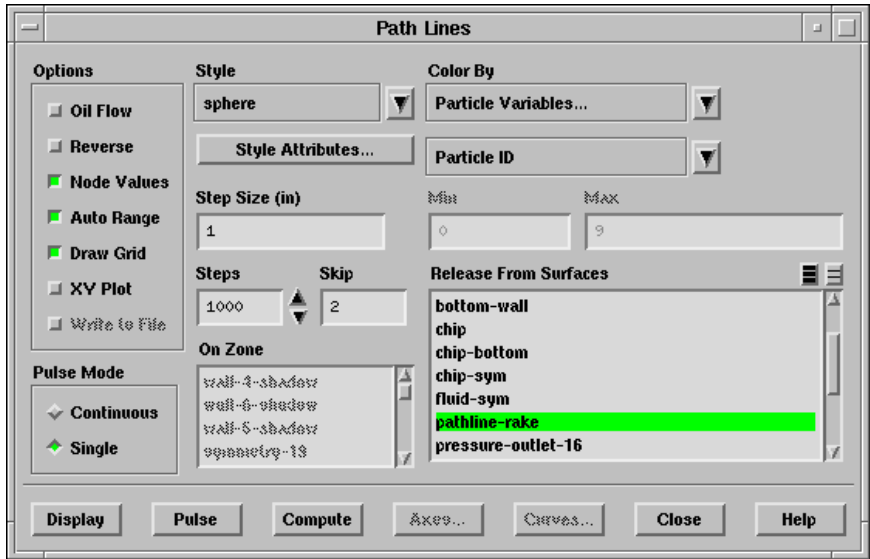 Path Lines
Options
Oil Flow
Reverse
Node Values
Auto Range
Draw Grid
XY Plot
Write to File
Pulse Mode
Continuous
Single
Style
sphere
Style Attributes...
Color By
Particle Variables...
Particle ID
Step Size (in)
1
Min
0
Max
9
Steps
1000
Skip
2
On Zone
wall-4-shadow
wall-6-shadow
wall-5-shadow
symmetry-18
Release From Surfaces
bottom-wall
chip
chip-bottom
chip-sym
fluid-sym
pathline-rake
pressure-outlet-16
Display
Pulse
Compute
Axes...
Curves...
Close
Help